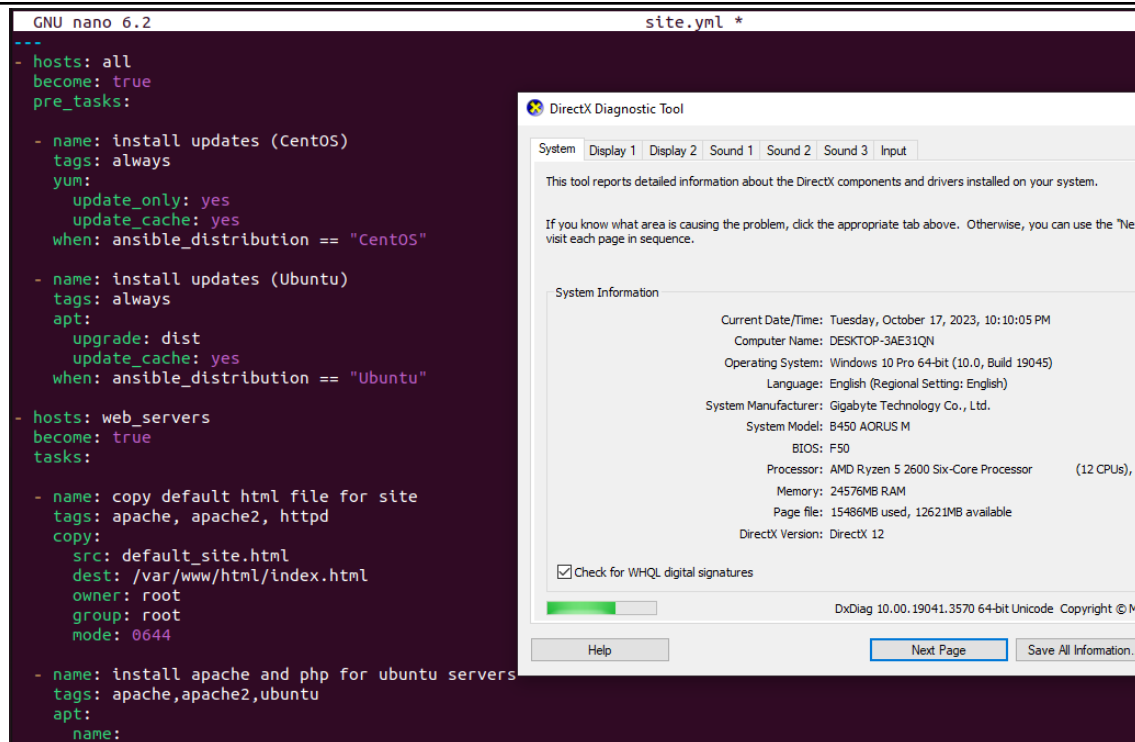 GNU nano 6.2 site.yml *
---
- hosts: all
  become: true
  pre_tasks:

  - name: install updates (CentOS)
    tags: always
    yum:
      update_only: yes
      update_cache: yes
    when: ansible_distribution == "CentOS"

  - name: install updates (Ubuntu)
    tags: always
    apt:
      upgrade: dist
      update_cache: yes
    when: ansible_distribution == "Ubuntu"

- hosts: web_servers
  become: true
  tasks:

  - name: copy default html file for site
    tags: apache, apache2, httpd
    copy:
      src: default_site.html
      dest: /var/www/html/index.html
      owner: root
      group: root
      mode: 0644

  - name: install apache and php for ubuntu servers
    tags: apache,apache2,ubuntu
    apt:
      name:
DirectX Diagnostic Tool
System Display 1 Display 2 Sound 1 Sound 2 Sound 3 Input
This tool reports detailed information about the DirectX components and drivers installed on your system.
If you know what area is causing the problem, click the appropriate tab above. Otherwise, you can use the "Ne
visit each page in sequence.
System Information
Current Date/Time: Tuesday, October 17, 2023, 10:10:05 PM
Computer Name: DESKTOP-3AE31QN
Operating System: Windows 10 Pro 64-bit (10.0, Build 19045)
Language: English (Regional Setting: English)
System Manufacturer: Gigabyte Technology Co., Ltd.
System Model: B450 AORUS M
BIOS: F50
Processor: AMD Ryzen 5 2600 Six-Core Processor (12 CPUs),
Memory: 24576MB RAM
Page file: 15486MB used, 12621MB available
DirectX Version: DirectX 12
Check for WHQL digital signatures
DxDiag 10.00.19041.3570 64-bit Unicode Copyright © M
Help Next Page Save All Information.